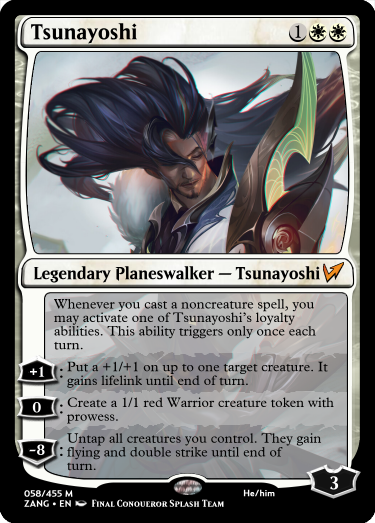 Tsunayoshi
1
Legendary Planeswalker — Tsunayoshi
Whenever you cast a noncreature spell, you
may activate one of Tsunayoshi's loyalty
abilities. This ability triggers only once each
turn.
+1: Put a +1/+1 on up to one target creature. It
gains lifelink until end of turn.
0: Create a 1/1 red Warrior creature token with
prowess.
-8: Untap all creatures you control. They gain
flying and double strike until end of
turn.
3
058/455 M
He/him
ZANG • EN Final Conqueror Splash Team